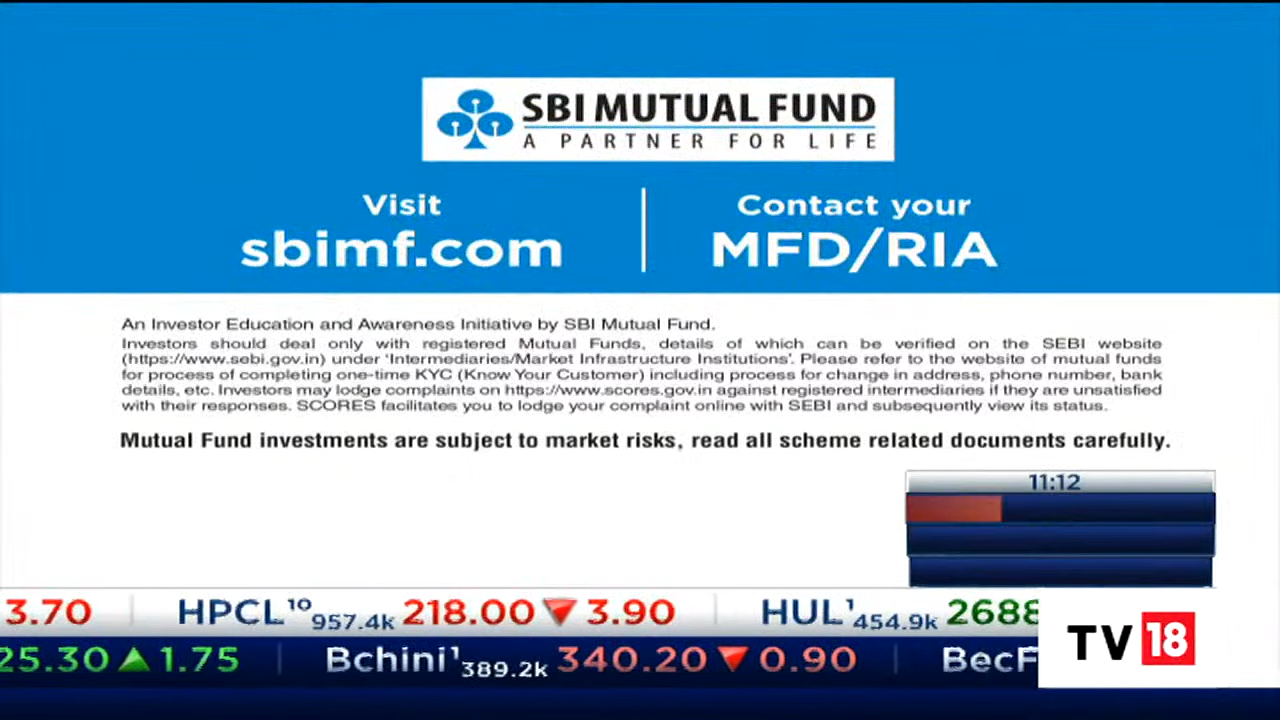 SBI MUTUAL FUND
A PARTNER FOR LIFE
Visit
sbimf.com
Contact your
MFD/RIA
An Investor Education and Awareness Initiative by SBI Mutual Fund.
Investors should deal only with registered Mutual Funds, details of which can be verified on the SEBI website
(https://www.sebi.gov.in) under 'Intermediaries/Market Infrastructure Institutions'. Please refer to the website of mutual funds
for process of completing one-time KYC (Know Your Customer) including process for change in address, phone number, bank
details, etc. Investors may lodge complaints on https://www.scores.gov.in against registered intermediaries if they are unsatisfied
with their responses. SCORES facilitates you to lodge your complaint online with SEBI and subsequently view its status.
Mutual Fund investments are subject to market risks, read all scheme related documents carefully.
11:12
3.70 HPCL¹⁰ 957.4k 218.00 ▼ 3.90 HUL¹ 454.9k 2688
25.30 ▲ 1.75 Bchini¹ 389.2k 340.20 ▼ 0.90 BecF
TV 18